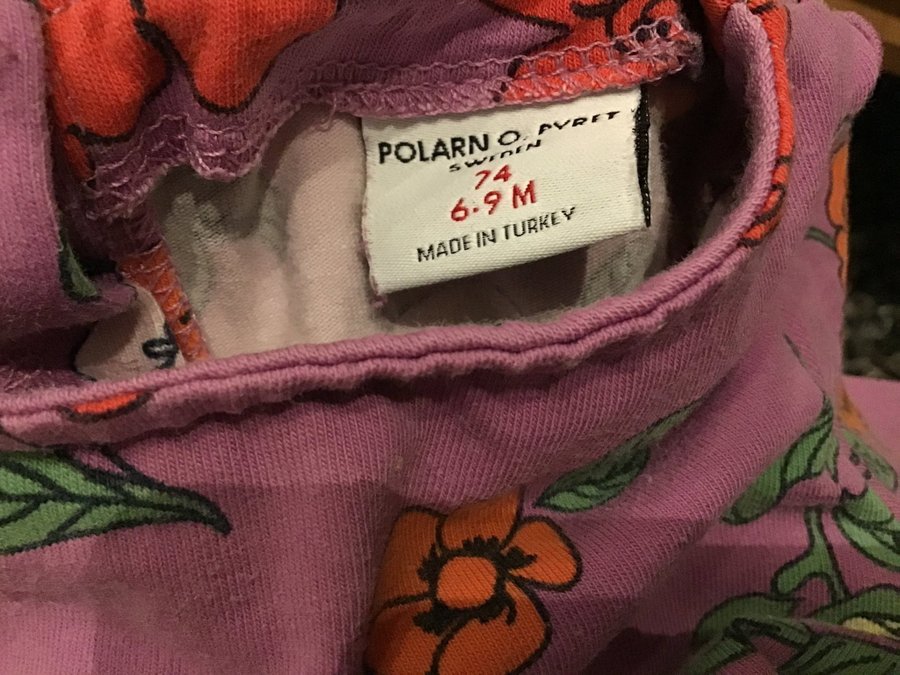 POLARN O. PYRET
SWEDEN
74
6-9 M
MADE IN TURKEY